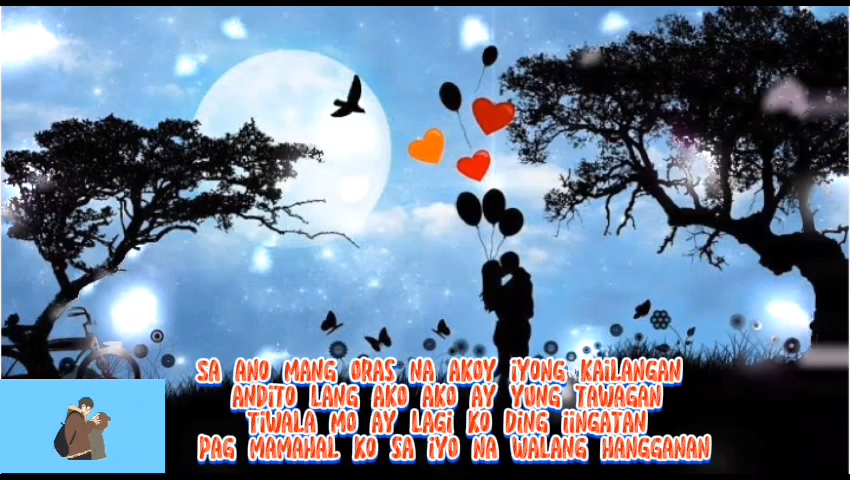 SA ANO MANG ORAS NA AKOY iYONG KAiLANGAN
ANDiTO LANG AKO AKO AY YUNG TAWAGAN
TiWALA MO AY LAGI KO DiNG iiNGATAN
PAG MAMAHAL KO SA iYO NA WALANG HANGGANAN